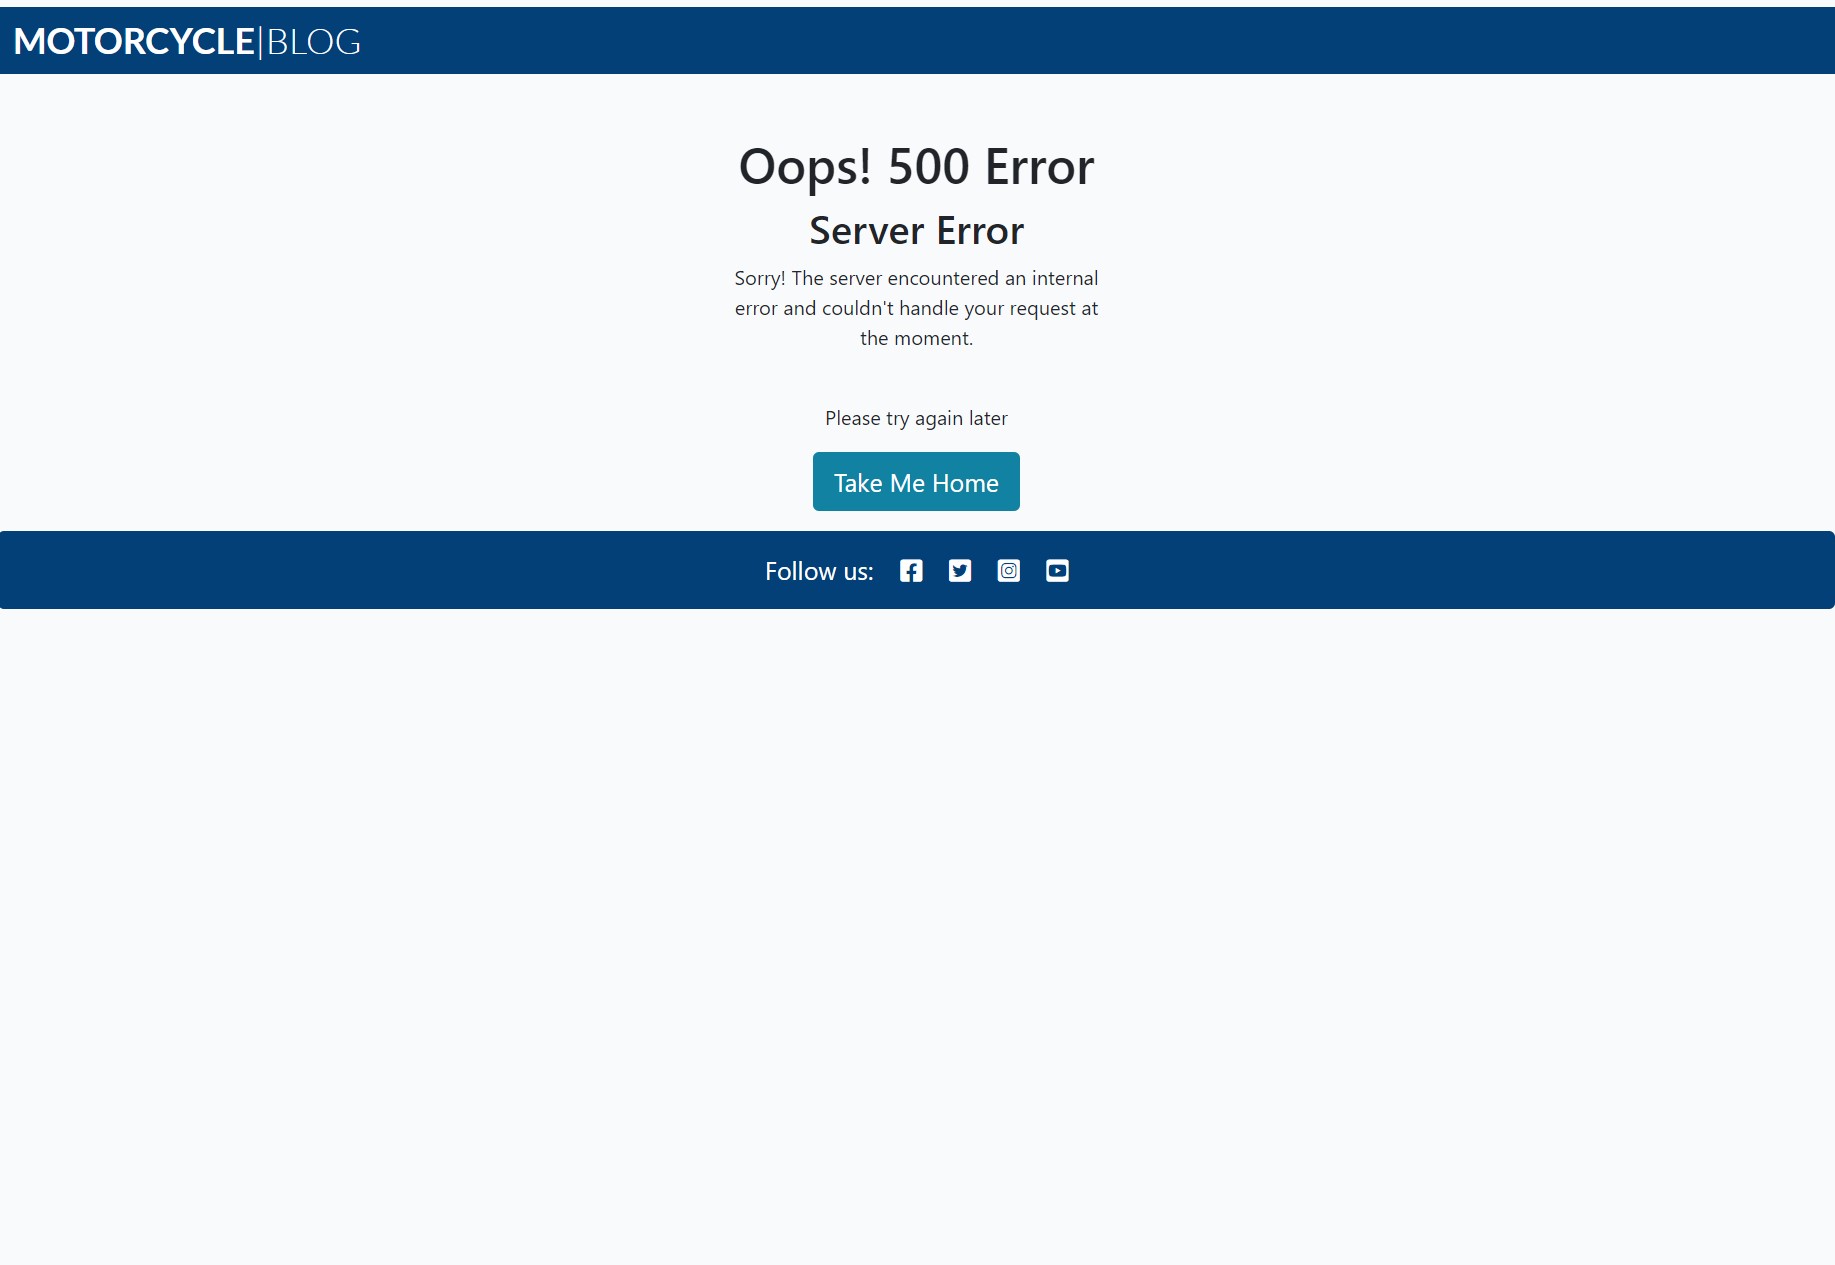 MOTORCYCLE|BLOG
Oops! 500 Error
Server Error
Sorry! The server encountered an internal
error and couldn't handle your request at
the moment.
Please try again later
Take Me Home
Follow us: